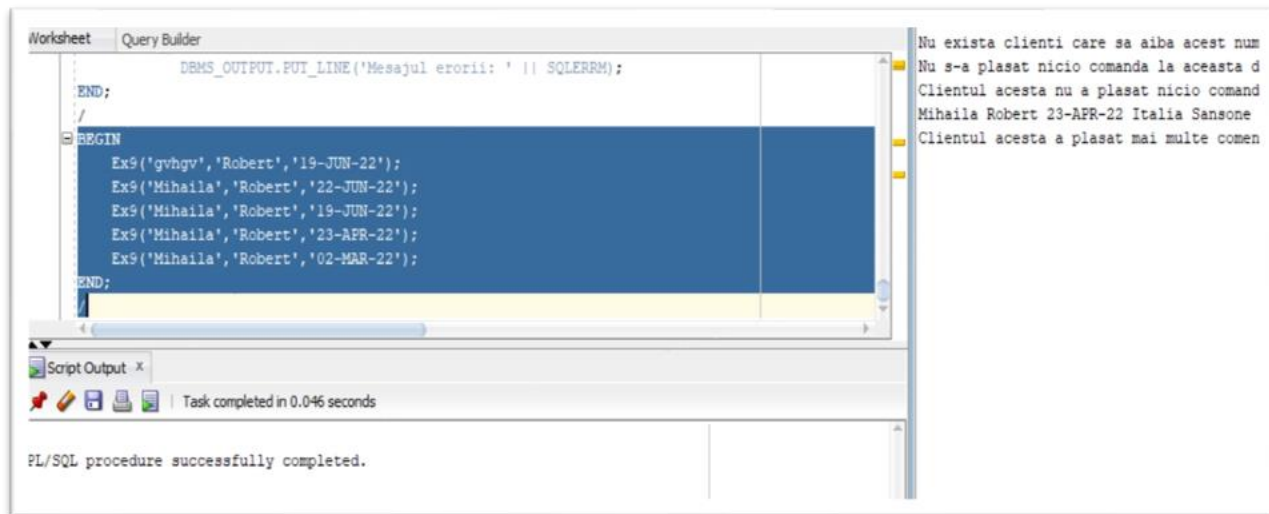 Worksheet Query Builder
DBMS_OUTPUT.PUT_LINE('Mesajul erorii: ' || SQLERRM);
END;
/
BEGIN
Ex9('gvhgv','Robert','19-JUN-22');
Ex9('Mihaila','Robert','22-JUN-22');
Ex9('Mihaila','Robert','19-JUN-22');
Ex9('Mihaila','Robert','23-APR-22');
Ex9('Mihaila','Robert','02-MAR-22');
END;
/
Script Output x
Task completed in 0.046 seconds
PL/SQL procedure successfully completed.
Nu exista clienti care sa aiba acest num
Nu s-a plasat nicio comanda la aceasta d
Clientul acesta nu a plasat nicio comand
Mihaila Robert 23-APR-22 Italia Sansone
Clientul acesta a plasat mai multe comen